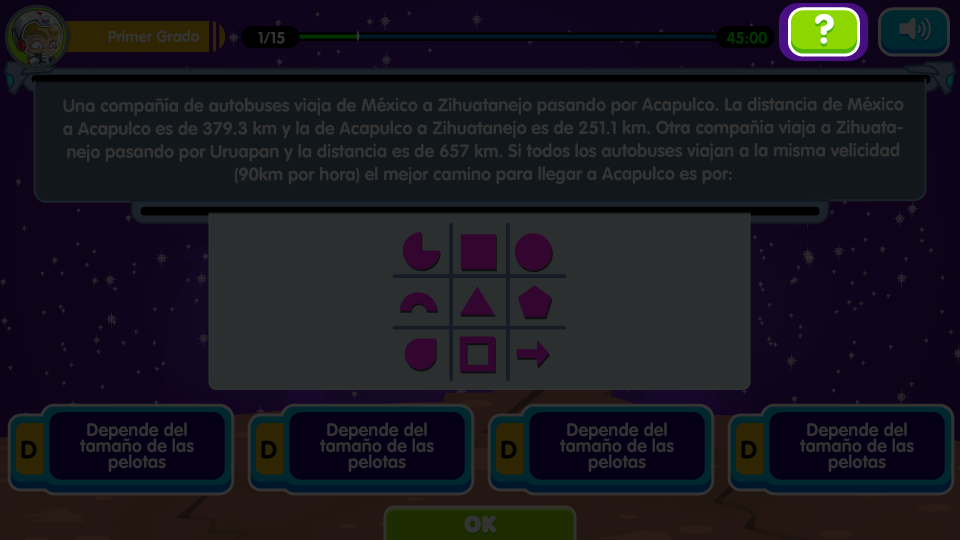 Primer Grado
1/15
45:00
?
Una compañía de autobuses viaja de México a Zihuatanejo pasando por Acapulco. La distancia de México
a Acapulco es de 379.3 km y la de Acapulco a Zihuatanejo es de 251.1 km. Otra compañia viaja a Zihuata-
nejo pasando por Uruapan y la distancia es de 657 km. Si todos los autobuses viajan a la misma velicidad
(90km por hora) el mejor camino para llegar a Acapulco es por:
D
Depende del
tamaño de las
pelotas
D
Depende del
tamaño de las
pelotas
D
Depende del
tamaño de las
pelotas
D
Depende del
tamaño de las
pelotas
OK